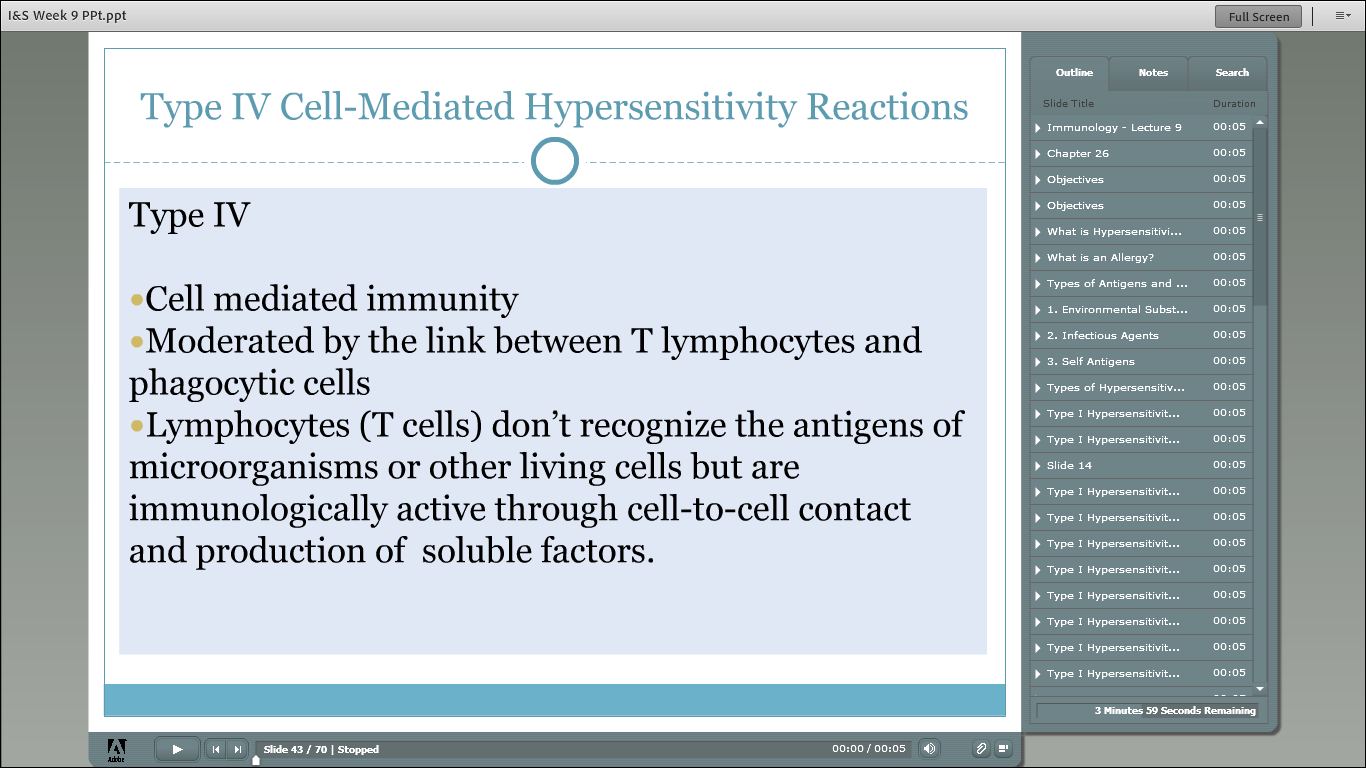 I&S Week 9 PPt.ppt
Full Screen
Type IV Cell-Mediated Hypersensitivity Reactions
Type IV
•Cell mediated immunity
•Moderated by the link between T lymphocytes and
phagocytic cells
•Lymphocytes (T cells) don’t recognize the antigens of
microorganisms or other living cells but are
immunologically active through cell-to-cell contact
and production of  soluble factors.
Outline Notes Search
Slide Title Duration
Immunology - Lecture 9 00:05
Chapter 26 00:05
Objectives 00:05
Objectives 00:05
What is Hypersensitivi... 00:05
What is an Allergy? 00:05
Types of Antigens and ... 00:05
1. Environmental Subst... 00:05
2. Infectious Agents 00:05
3. Self Antigens 00:05
Types of Hypersensitiv... 00:05
Type I Hypersensitivit... 00:05
Type I Hypersensitivit... 00:05
Slide 14 00:05
Type I Hypersensitivit... 00:05
Type I Hypersensitivit... 00:05
Type I Hypersensitivit... 00:05
Type I Hypersensitivit... 00:05
Type I Hypersensitivit... 00:05
Type I Hypersensitivit... 00:05
Type I Hypersensitivit... 00:05
Type I Hypersensitivit... 00:05
3 Minutes 59 Seconds Remaining
Adobe
Slide 43 / 70 | Stopped
00:00 / 00:05